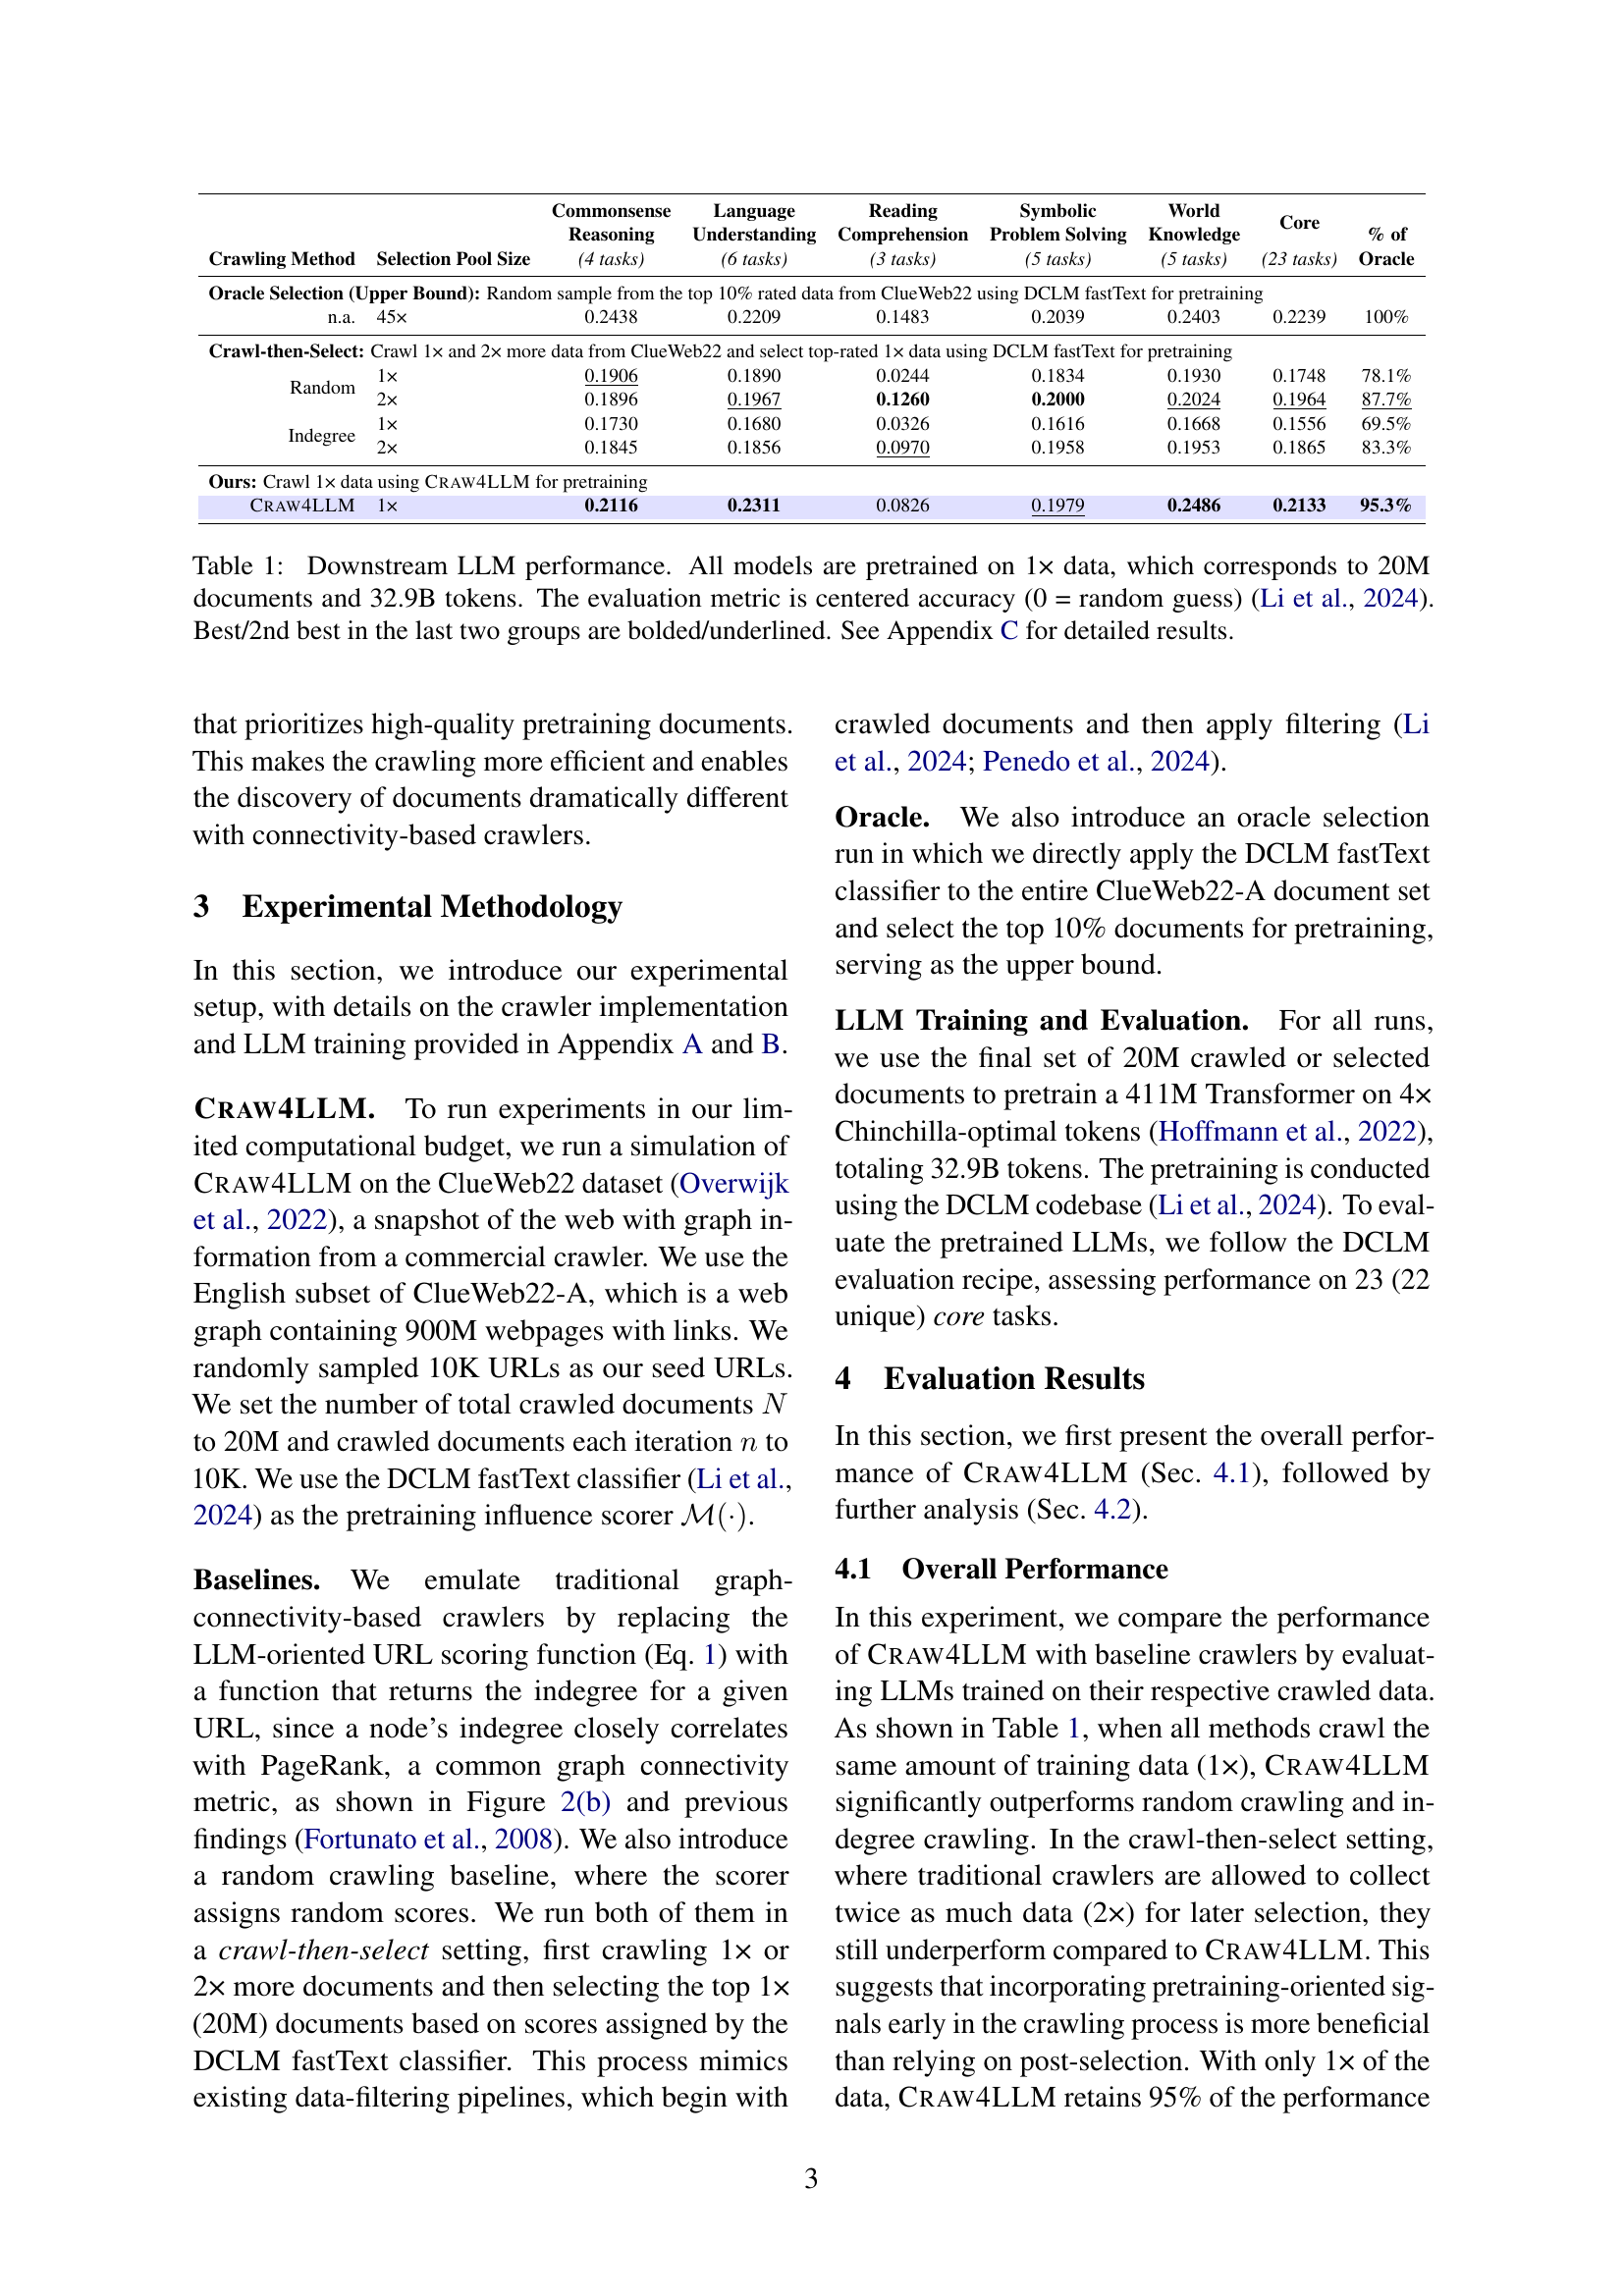 Commonsense Language Reading Symbolic World Core
Reasoning Understanding Comprehension Problem Solving Knowledge % of
Crawling Method Selection Pool Size (4 tasks) (6 tasks) (3 tasks) (5 tasks) (5 tasks) (23 tasks) Oracle
Oracle Selection (Upper Bound): Random sample from the top 10% rated data from ClueWeb22 using DCLM fastText for pretraining
n.a. 45× 0.2438 0.2209 0.1483 0.2039 0.2403 0.2239 100%
Crawl-then-Select: Crawl 1× and 2× more data from ClueWeb22 and select top-rated 1× data using DCLM fastText for pretraining
Random 1× 0.1906 0.1890 0.0244 0.1834 0.1930 0.1748 78.1%
2× 0.1896 0.1967 0.1260 0.2000 0.2024 0.1964 87.7%
Indegree 1× 0.1730 0.1680 0.0326 0.1616 0.1668 0.1556 69.5%
2× 0.1845 0.1856 0.0970 0.1958 0.1953 0.1865 83.3%
Ours: Crawl 1× data using CRAW4LLM for pretraining
CRAW4LLM 1× 0.2116 0.2311 0.0826 0.1979 0.2486 0.2133 95.3%
Table 1: Downstream LLM performance. All models are pretrained on 1× data, which corresponds to 20M
documents and 32.9B tokens. The evaluation metric is centered accuracy (0 = random guess) (Li et al., 2024).
Best/2nd best in the last two groups are bolded/underlined. See Appendix C for detailed results.
that prioritizes high-quality pretraining documents.
This makes the crawling more efficient and enables
the discovery of documents dramatically different
with connectivity-based crawlers.
3 Experimental Methodology
In this section, we introduce our experimental
setup, with details on the crawler implementation
and LLM training provided in Appendix A and B.
CRAW4LLM. To run experiments in our lim-
ited computational budget, we run a simulation of
CRAW4LLM on the ClueWeb22 dataset (Overwijk
et al., 2022), a snapshot of the web with graph in-
formation from a commercial crawler. We use the
English subset of ClueWeb22-A, which is a web
graph containing 900M webpages with links. We
randomly sampled 10K URLs as our seed URLs.
We set the number of total crawled documents N
to 20M and crawled documents each iteration n to
10K. We use the DCLM fastText classifier (Li et al.,
2024) as the pretraining influence scorer M(·).
Baselines. We emulate traditional graph-
connectivity-based crawlers by replacing the
LLM-oriented URL scoring function (Eq. 1) with
a function that returns the indegree for a given
URL, since a node's indegree closely correlates
with PageRank, a common graph connectivity
metric, as shown in Figure 2(b) and previous
findings (Fortunato et al., 2008). We also introduce
a random crawling baseline, where the scorer
assigns random scores. We run both of them in
a crawl-then-select setting, first crawling 1× or
2× more documents and then selecting the top 1×
(20M) documents based on scores assigned by the
DCLM fastText classifier. This process mimics
existing data-filtering pipelines, which begin with
crawled documents and then apply filtering (Li
et al., 2024; Penedo et al., 2024).
Oracle. We also introduce an oracle selection
run in which we directly apply the DCLM fastText
classifier to the entire ClueWeb22-A document set
and select the top 10% documents for pretraining,
serving as the upper bound.
LLM Training and Evaluation. For all runs,
we use the final set of 20M crawled or selected
documents to pretrain a 411M Transformer on 4×
Chinchilla-optimal tokens (Hoffmann et al., 2022),
totaling 32.9B tokens. The pretraining is conducted
using the DCLM codebase (Li et al., 2024). To eval-
uate the pretrained LLMs, we follow the DCLM
evaluation recipe, assessing performance on 23 (22
unique) core tasks.
4 Evaluation Results
In this section, we first present the overall perfor-
mance of CRAW4LLM (Sec. 4.1), followed by
further analysis (Sec. 4.2).
4.1 Overall Performance
In this experiment, we compare the performance
of CRAW4LLM with baseline crawlers by evaluat-
ing LLMs trained on their respective crawled data.
As shown in Table 1, when all methods crawl the
same amount of training data (1×), CRAW4LLM
significantly outperforms random crawling and in-
degree crawling. In the crawl-then-select setting,
where traditional crawlers are allowed to collect
twice as much data (2×) for later selection, they
still underperform compared to CRAW4LLM. This
suggests that incorporating pretraining-oriented sig-
nals early in the crawling process is more beneficial
than relying on post-selection. With only 1× of the
data, CRAW4LLM retains 95% of the performance
3